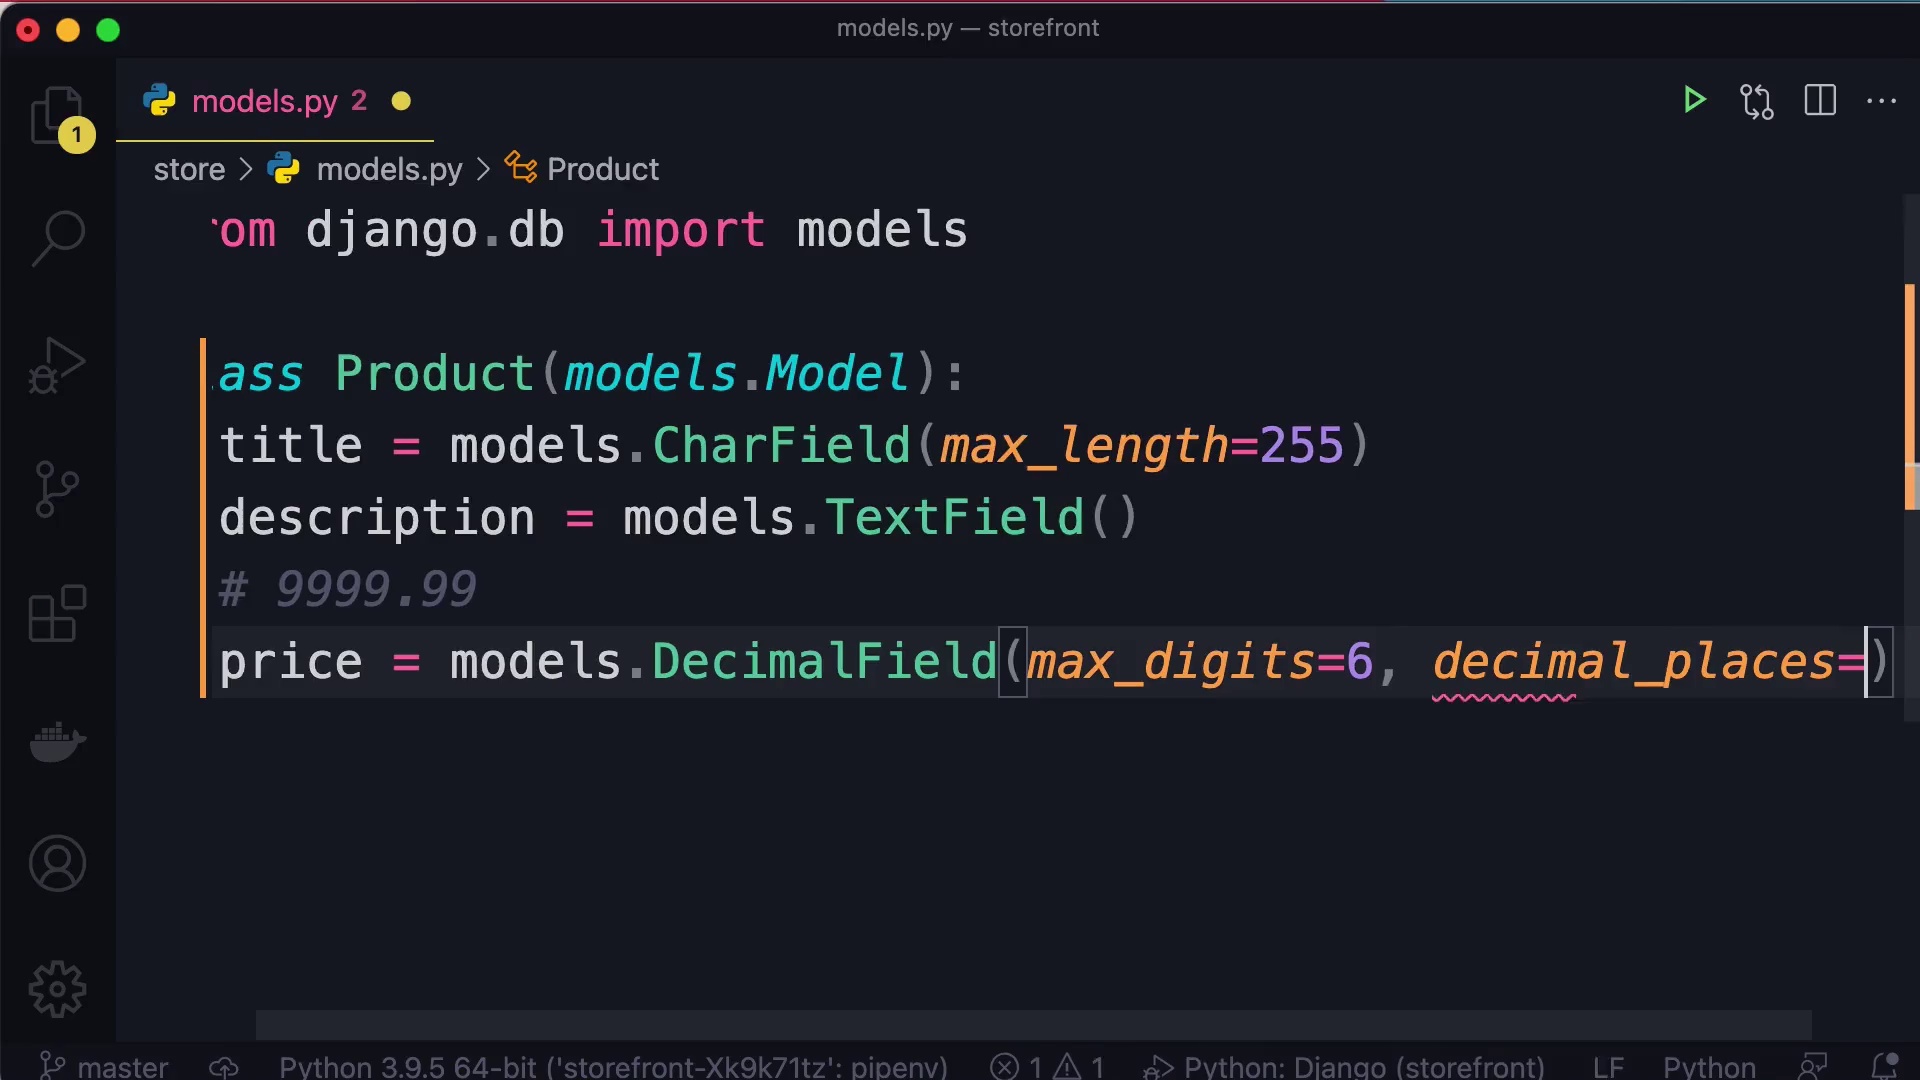 models.py — storefront
models.py 2
1
store > models.py > Product
rom django.db import models
ass Product(models.Model):
title = models.CharField(max_length=255)
description = models.TextField()
# 9999.99
price = models.DecimalField(max_digits=6, decimal_places=)
master Python 3.9.5 64-bit ('storefront-Xk9k71tz': pipenv) 1 1 Python: Django (storefront) LF Python